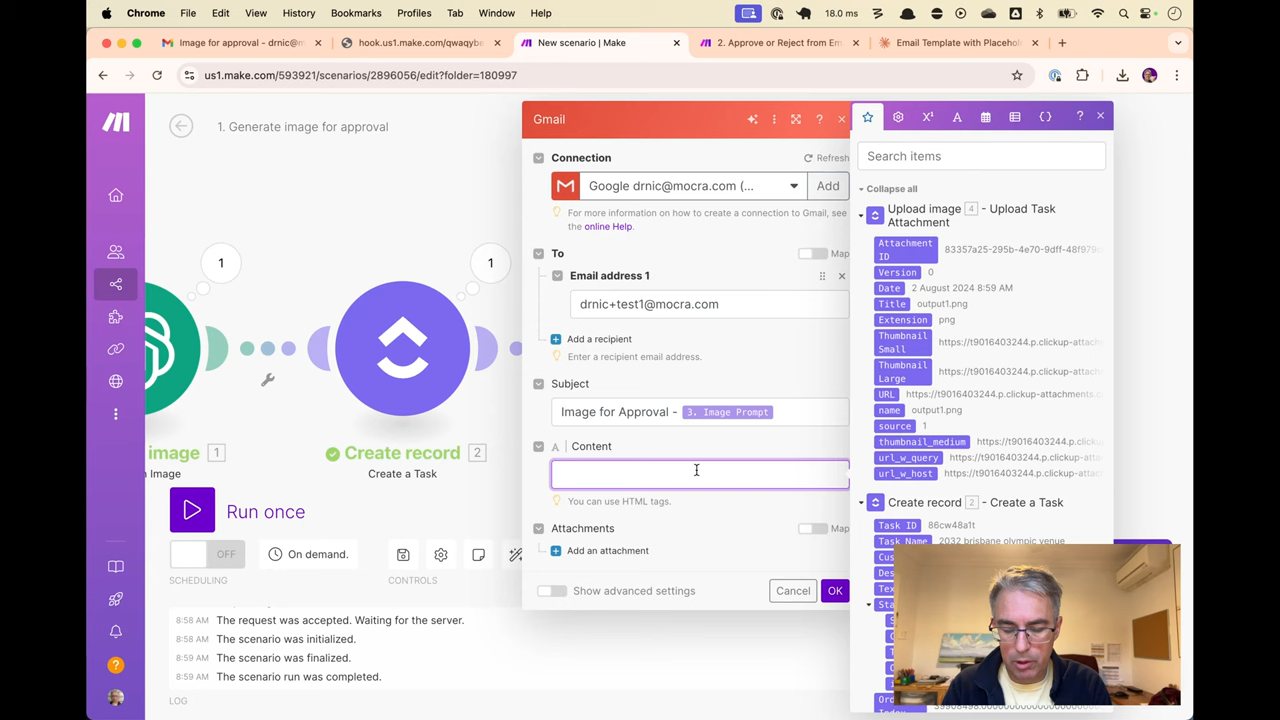 Chrome File Edit View History Bookmarks Profiles Tab Window Help 18.0 ms
Image for approval - drnic@m
hook.us1.make.com/qwaqybe
New scenario | Make
2. Approve or Reject from Em
Email Template with Placehol
us1.make.com/593921/scenarios/2896056/edit?folder=180997
1. Generate image for approval
1
1
image 1
n Image
Create record 2
Create a Task
Run once
OFF
On demand.
SCHEDULING
CONTROLS
8:58 AM The request was accepted. Waiting for the server.
8:58 AM The scenario was initialized.
8:59 AM The scenario was finalized.
8:59 AM The scenario run was completed.
LOG
Gmail
Connection
Refresh
Google drnic@mocra.com (...
Add
For more information on how to create a connection to Gmail, see
the online Help.
To
Map
Email address 1
drnic+test1@mocra.com
Add a recipient
Enter a recipient email address.
Subject
Image for Approval - 3. Image Prompt
A Content
You can use HTML tags.
Attachments
Map
Add an attachment
Show advanced settings
Cancel
OK
Search items
Collapse all
Upload image 4 - Upload Task
Attachment
Attachment
ID
83357a25-295b-4e70-9dff-48f979
Version 0
Date 2 August 2024 8:59 AM
Title output1.png
Extension png
Thumbnail
Small
https://t9016403244.p.clickup-attach
Thumbnail
Large
https://t9016403244.p.clickup-attach
URL https://t9016403244.p.clickup-attachments.c
name output1.png
source 1
thumbnail_medium https://t9016403244.p.clic
url_w_query https://t9016403244.p.clickup-
url_w_host https://t9016403244.p.clickup-a
Create record 2 - Create a Task
Task ID 86cw48a1t
Task Name 2032 brisbane olympic venue
Cus
Des
Tex
Sta
Ord
Index